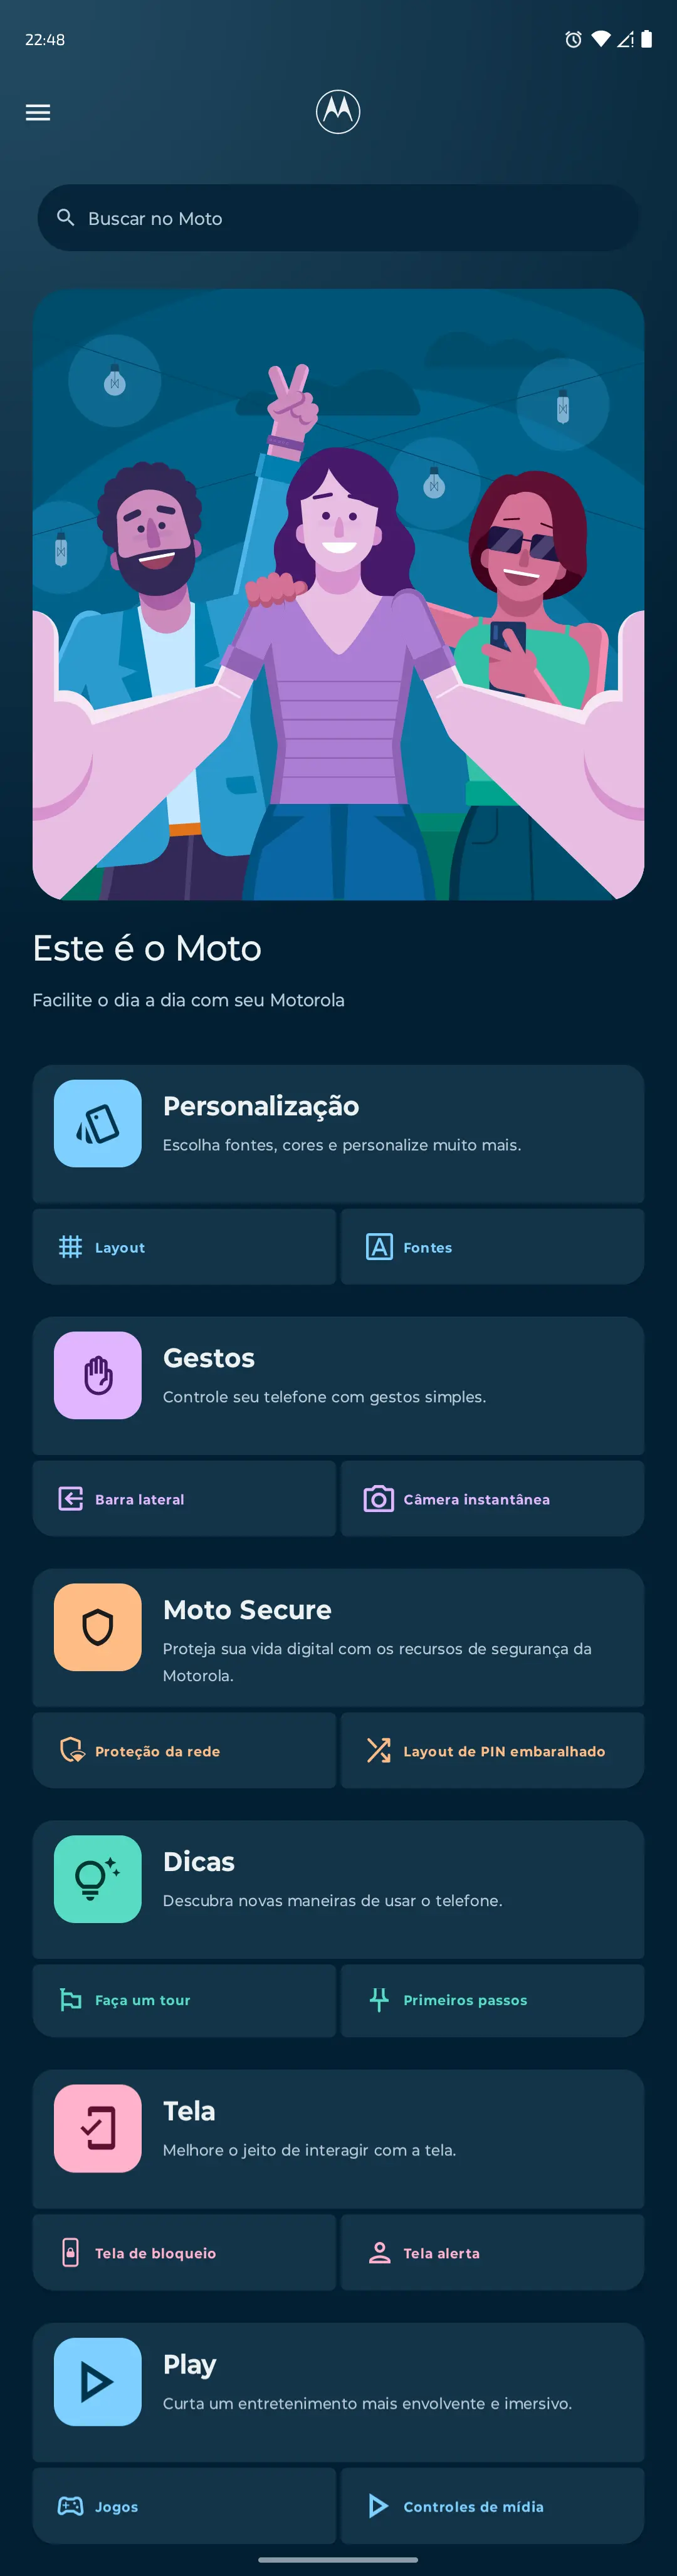 22:48
Buscar no Moto
Este é o Moto
Facilite o dia a dia com seu Motorola
Personalização
Escolha fontes, cores e personalize muito mais.
Layout
Fontes
Gestos
Controle seu telefone com gestos simples.
Barra lateral
Câmera instantânea
Moto Secure
Proteja sua vida digital com os recursos de segurança da
Motorola.
Proteção da rede
Layout de PIN embaralhado
Dicas
Descubra novas maneiras de usar o telefone.
Faça um tour
Primeiros passos
Tela
Melhore o jeito de interagir com a tela.
Tela de bloqueio
Tela alerta
Play
Curta um entretenimento mais envolvente e imersivo.
Jogos
Controles de mídia